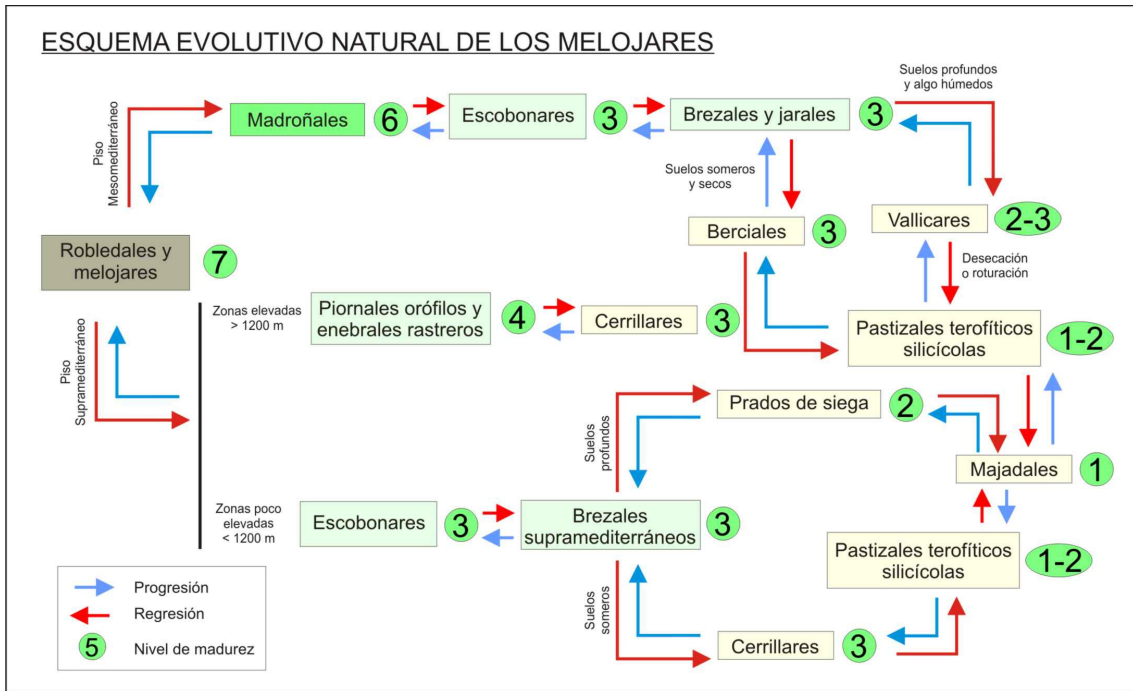 ESQUEMA EVOLUTIVO NATURAL DE LOS MELOJARES
Suelos profundos
y algo húmedos
Piso
Mesomediterráneo
Madroñales
6
Escobonares
3
Brezales y jarales
3
Suelos someros
y secos
Berciales
3
Vallicares
2-3
Desecación
o roturación
Robledales y
melojares
7
Zonas elevadas
> 1200 m
Piornales orófilos y
enebrales rastreros
4
Cerrillares
3
Pastizales terofíticos
silicícolas
1-2
Piso
Supramediterráneo
Suelos
profundos
Prados de siega
2
Majadales
1
Zonas poco
elevadas
< 1200 m
Escobonares
3
Brezales
supramediterráneos
3
Pastizales terofíticos
silicícolas
1-2
Suelos
someros
Cerrillares
3
Progresión
Regresión
5
Nivel de madurez